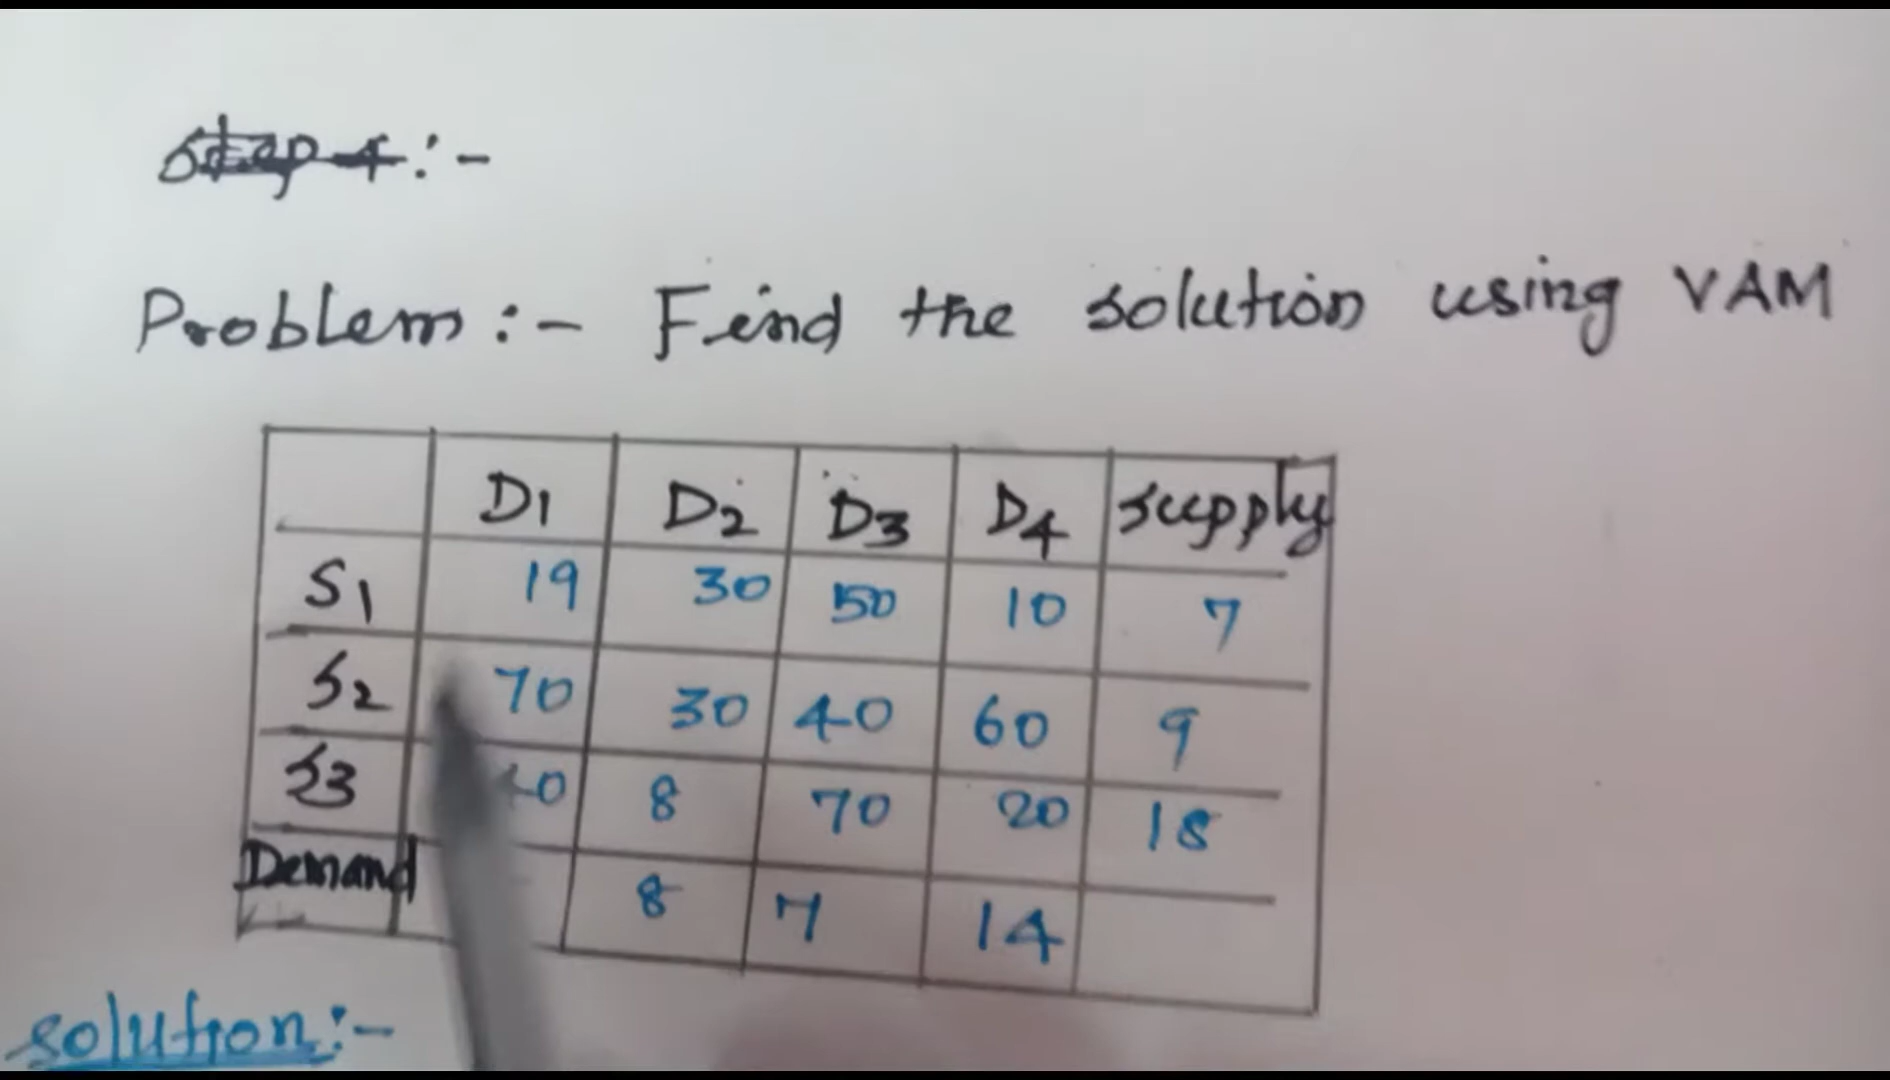 Step 4:-
Problem:- Find the solution using VAM
D1 D2 D3 D4 supply
S1 19 30 50 10 7
S2 70 30 40 60 9
S3 8 70 20 18
Demand 8 7 14
solution:-